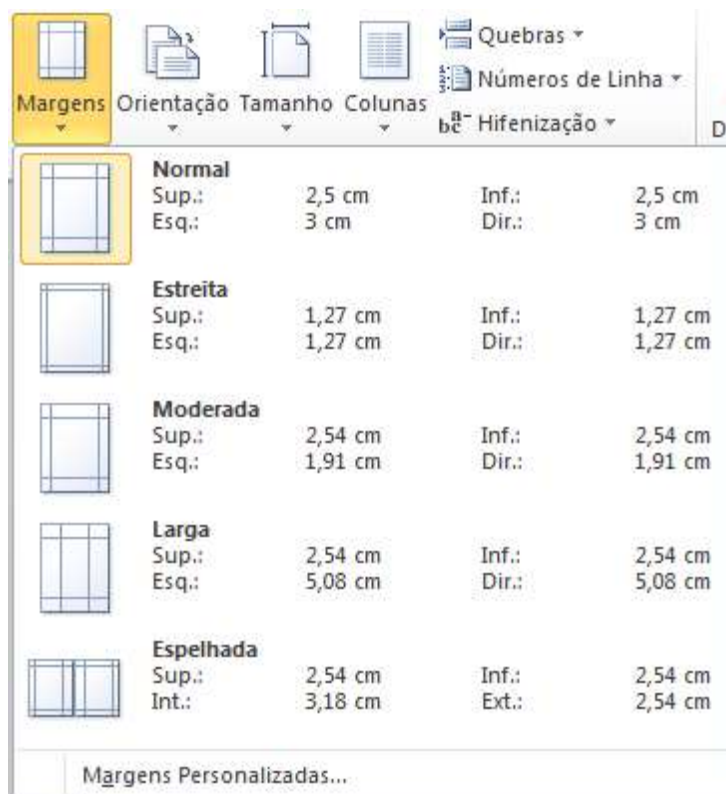 Quebras
Números de Linha
Margens Orientação Tamanho Colunas
Hifenização
D
Normal
Sup.: 2,5 cm Inf.: 2,5 cm
Esq.: 3 cm Dir.: 3 cm
Estreita
Sup.: 1,27 cm Inf.: 1,27 cm
Esq.: 1,27 cm Dir.: 1,27 cm
Moderada
Sup.: 2,54 cm Inf.: 2,54 cm
Esq.: 1,91 cm Dir.: 1,91 cm
Larga
Sup.: 2,54 cm Inf.: 2,54 cm
Esq.: 5,08 cm Dir.: 5,08 cm
Espelhada
Sup.: 2,54 cm Inf.: 2,54 cm
Int.: 3,18 cm Ext.: 2,54 cm
Margens Personalizadas...